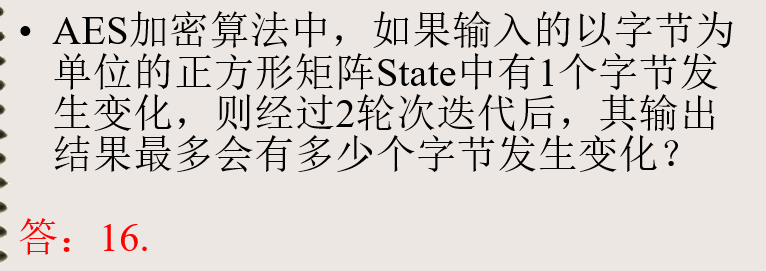 • AES加密算法中，如果输入的以字节为
单位的正方形矩阵State中有1个字节发
生变化，则经过2轮次迭代后，其输出
结果最多会有多少个字节发生变化？
答：16.